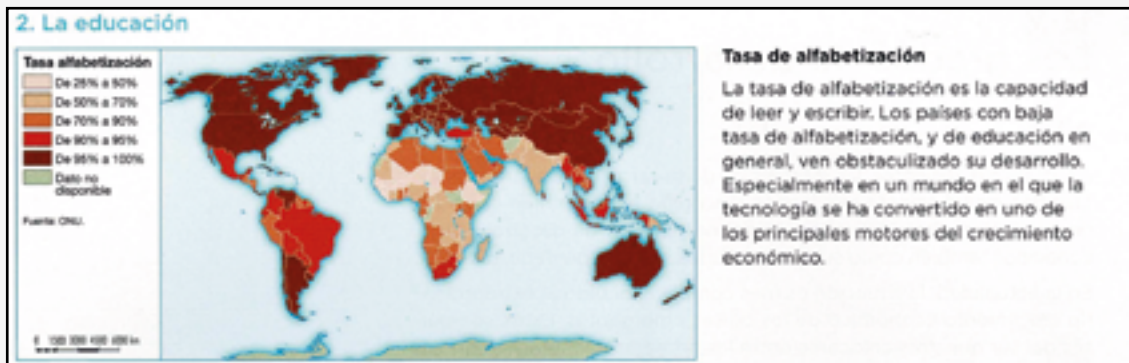 2. La educación
Tasa alfabetización
De 25% a 50%
De 50% a 70%
De 70% a 90%
De 90% a 95%
De 95% a 100%
Dato no
disponible
Fuente: ONU.
Tasa de alfabetización
La tasa de alfabetización es la capacidad
de leer y escribir. Los países con baja
tasa de alfabetización, y de educación en
general, ven obstaculizado su desarrollo.
Especialmente en un mundo en el que la
tecnología se ha convertido en uno de
los principales motores del crecimiento
económico.